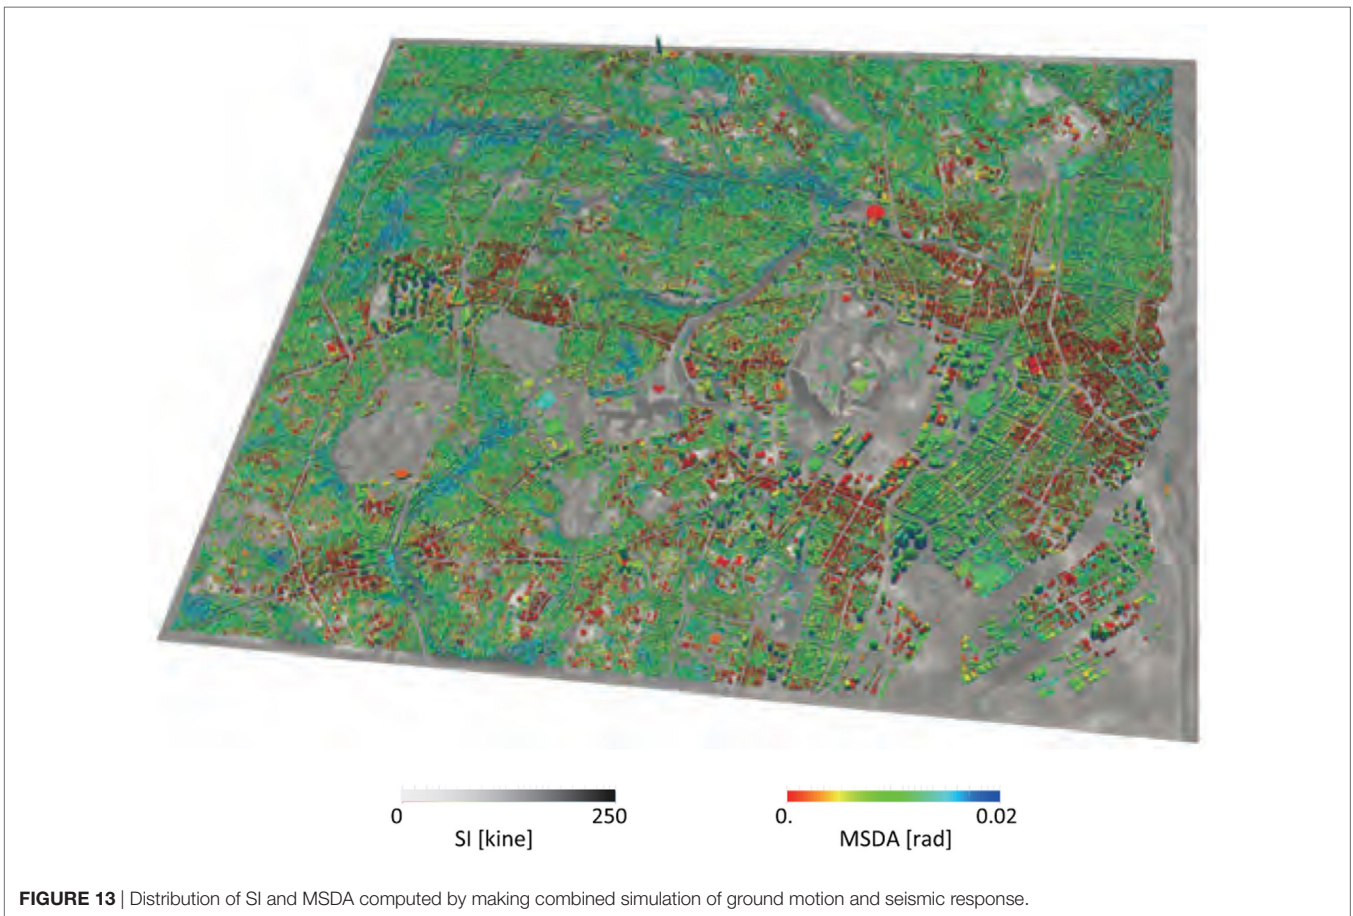 0
250
SI [kine]
0.
0.02
MSDA [rad]
FIGURE 13 | Distribution of SI and MSDA computed by making combined simulation of ground motion and seismic response.